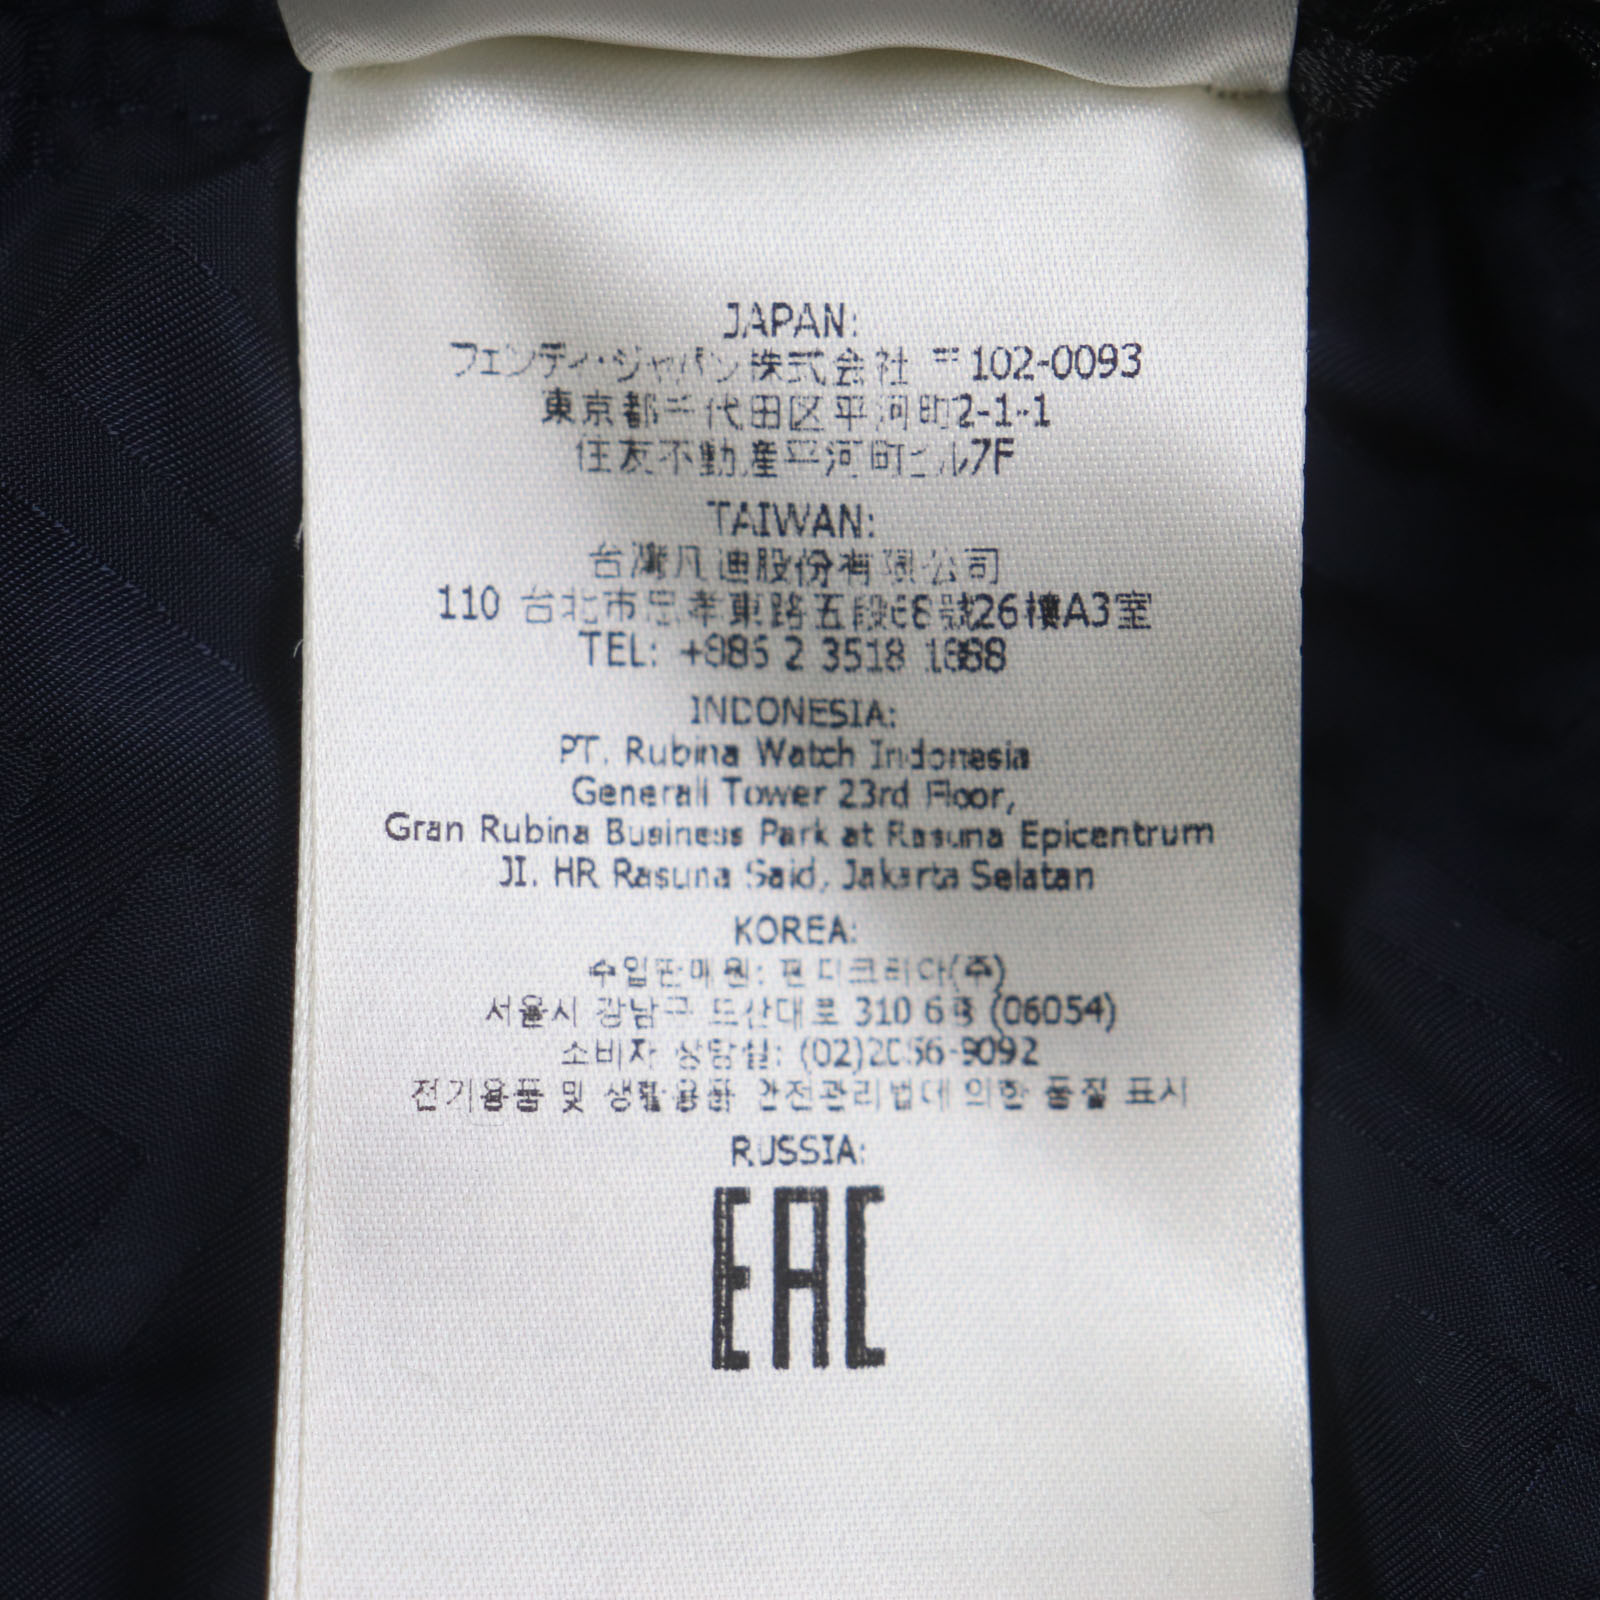 JAPAN:
フェンディ・ジャパン株式会社 〒102-0093
東京都千代田区平河町2-1-1
住友不動産平河町ビル7F
TAIWAN:
台灣凡迪股份有限公司
110 台北市忠孝東路五段68號26樓A3室
TEL: +886 2 3518 1668
INDONESIA:
PT. Rubina Watch Indonesia
Generali Tower 23rd Floor,
Gran Rubina Business Park at Rasuna Epicentrum
JI. HR Rasuna Said, Jakarta Selatan
KOREA:
수입판매원: 펜디코리아(주)
서울시 강남구 도산대로 310 6층 (06054)
소비자 상담실: (02)2056-9092
전기용품 및 생활용품 안전관리법에 의한 품질 표시
RUSSIA:
EAC